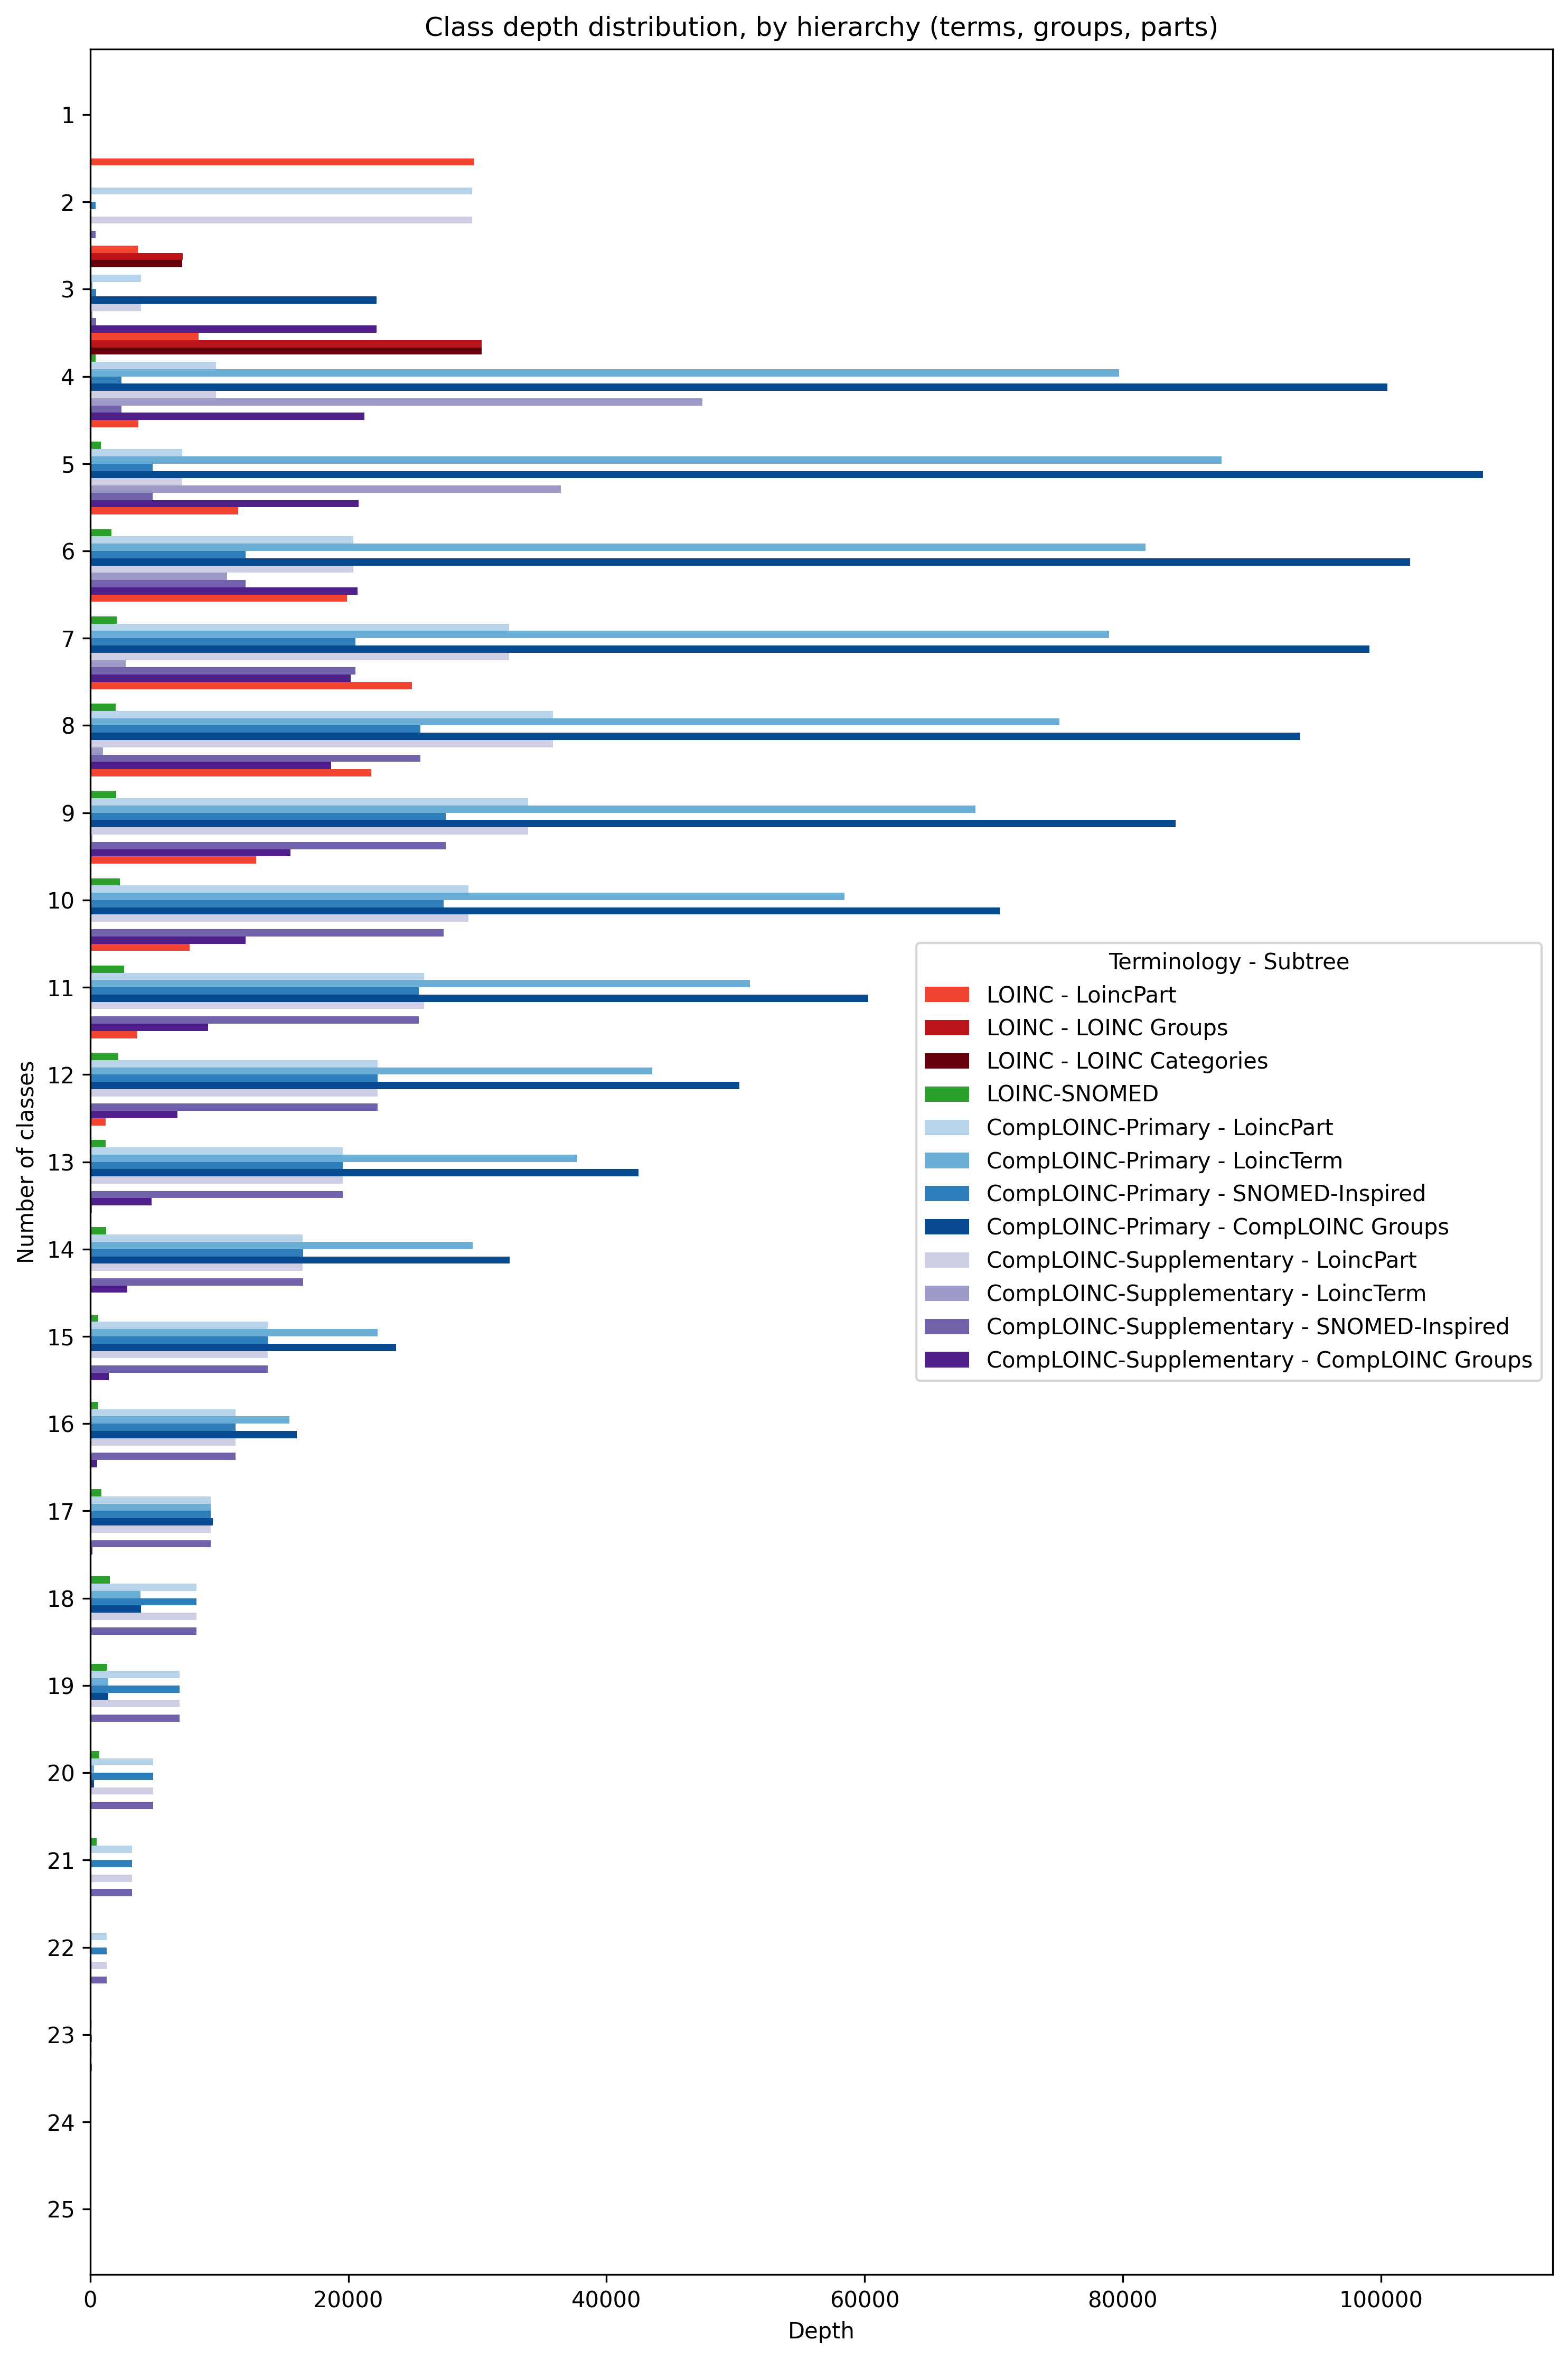 Class depth distribution, by hierarchy (terms, groups, parts)
Number of classes
1
2
3
4
5
6
7
8
9
10
11
12
13
14
15
16
17
18
19
20
21
22
23
24
25
Terminology - Subtree
LOINC - LoincPart
LOINC - LOINC Groups
LOINC - LOINC Categories
LOINC-SNOMED
CompLOINC-Primary - LoincPart
CompLOINC-Primary - LoincTerm
CompLOINC-Primary - SNOMED-Inspired
CompLOINC-Primary - CompLOINC Groups
CompLOINC-Supplementary - LoincPart
CompLOINC-Supplementary - LoincTerm
CompLOINC-Supplementary - SNOMED-Inspired
CompLOINC-Supplementary - CompLOINC Groups
0 20000 40000 60000 80000 100000
Depth